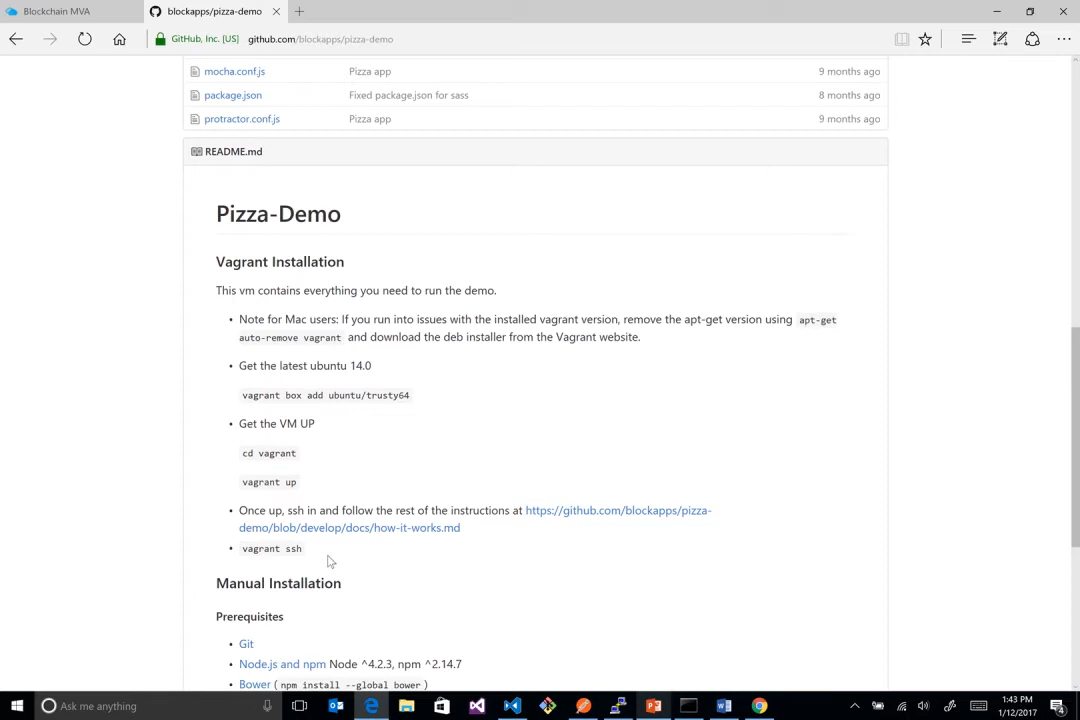 Blockchain MVA
blockapps/pizza-demo
GitHub, Inc. [US]
github.com/blockapps/pizza-demo
mocha.conf.js Pizza app 9 months ago
package.json Fixed package.json for sass 8 months ago
protractor.conf.js Pizza app 9 months ago
README.md
Pizza-Demo
Vagrant Installation
This vm contains everything you need to run the demo.
• Note for Mac users: If you run into issues with the installed vagrant version, remove the apt-get version using apt-get
auto-remove vagrant and download the deb installer from the Vagrant website.
• Get the latest ubuntu 14.0
vagrant box add ubuntu/trusty64
• Get the VM UP
cd vagrant
vagrant up
• Once up, ssh in and follow the rest of the instructions at https://github.com/blockapps/pizza-
demo/blob/develop/docs/how-it-works.md
• vagrant ssh
Manual Installation
Prerequisites
• Git
• Node.js and npm Node ^4.2.3, npm ^2.14.7
• Bower ( npm install --global bower )
Ask me anything
1:43 PM
1/12/2017
4